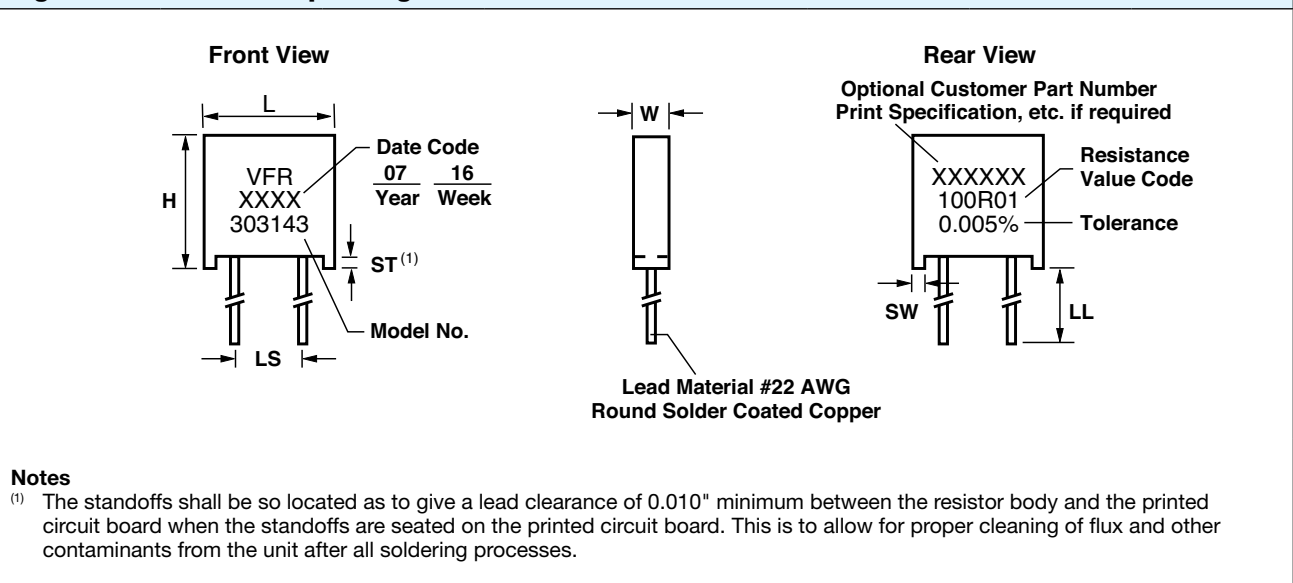 Front View
L
H
VFR
XXXX
303143
Date Code
07 16
Year Week
ST (1)
Model No.
LS
W
Lead Material #22 AWG
Round Solder Coated Copper
Rear View
Optional Customer Part Number
Print Specification, etc. if required
XXXXXX
100R01
0.005%
Resistance
Value Code
Tolerance
SW
LL
Notes
(1) The standoffs shall be so located as to give a lead clearance of 0.010" minimum between the resistor body and the printed
circuit board when the standoffs are seated on the printed circuit board. This is to allow for proper cleaning of flux and other
contaminants from the unit after all soldering processes.